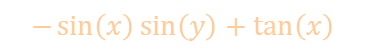 − sin(x) sin(y) + tan(x)